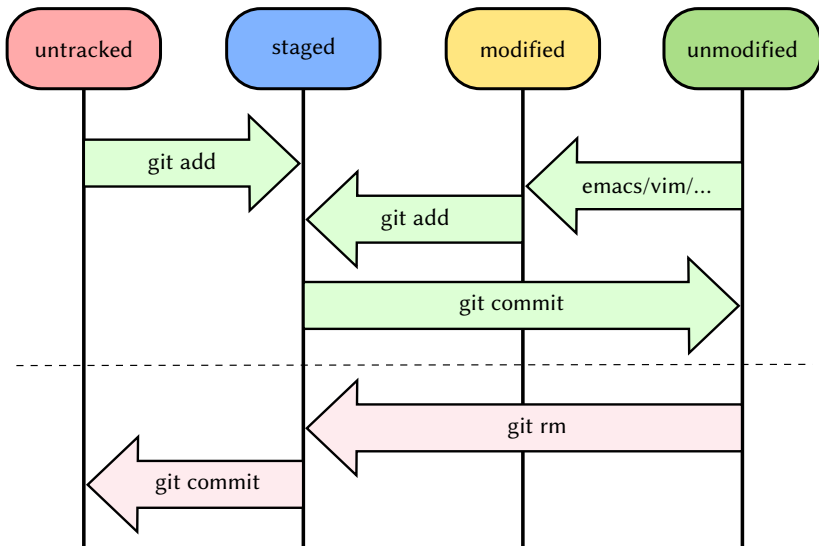 untracked
staged
modified
unmodified
git add
emacs/vim/...
git add
git commit
git rm
git commit